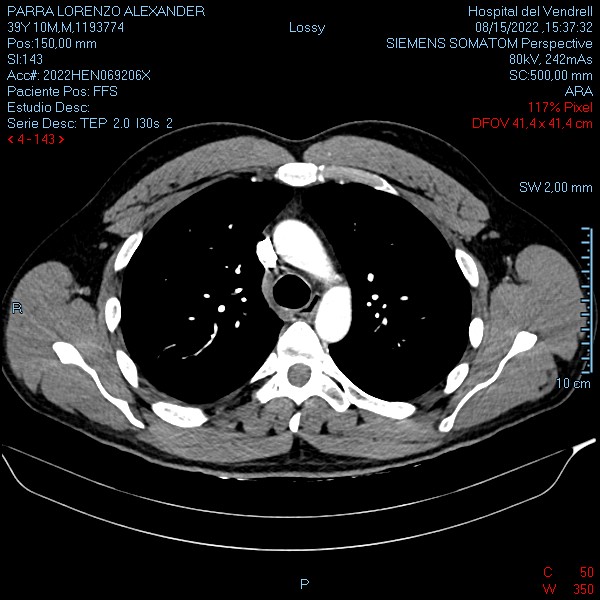 PARRA LORENZO ALEXANDER
39Y 10M,M,1193774
Pos:150,00 mm
SI:143
Acc#: 2022HEN069206X
Paciente Pos: FFS
Estudio Desc:
Serie Desc: TEP 2.0 I30s 2
< 4 - 143 >
Lossy
Hospital del Vendrell
08/15/2022 ,15:37:32
SIEMENS SOMATOM Perspective
80kV, 242mAs
SC:500,00 mm
ARA
117% Pixel
DFOV 41,4 x 41,4 cm
SW 2,00 mm
R
10 cm
P
C 50
W 350